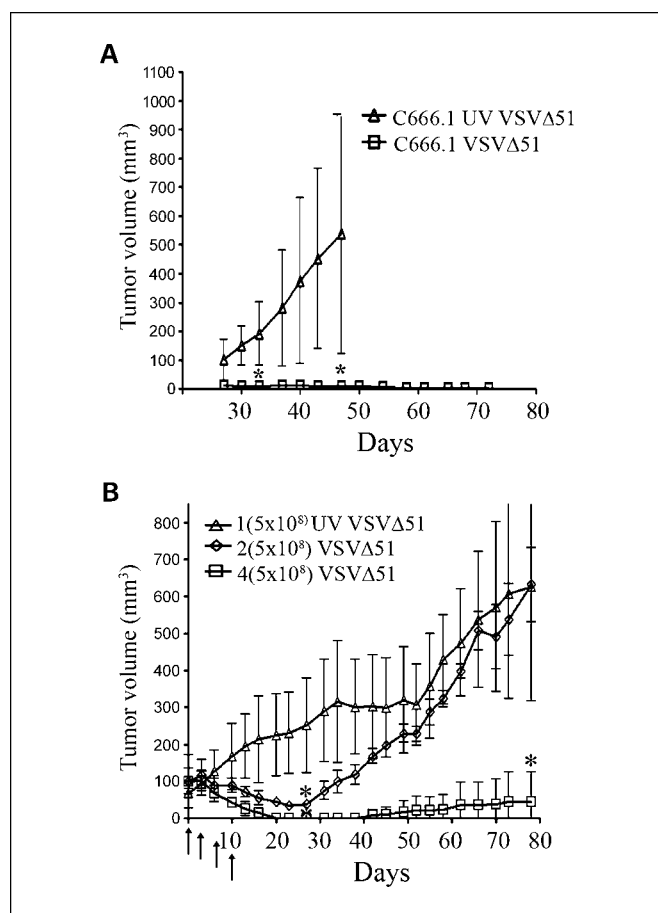 A
1100
1000
900
800
700
600
500
400
300
200
100
0
Tumor volume (mm³)
C666.1 UV VSVΔ51
C666.1 VSVΔ51
*
*
30 40 50 60 70 80
Days
B
800
700
600
500
400
300
200
100
0
Tumor volume (mm³)
1(5x10⁸) UV VSVΔ51
2(5x10⁸) VSVΔ51
4(5x10⁸) VSVΔ51
*
*
*
0 10 20 30 40 50 60 70 80
Days